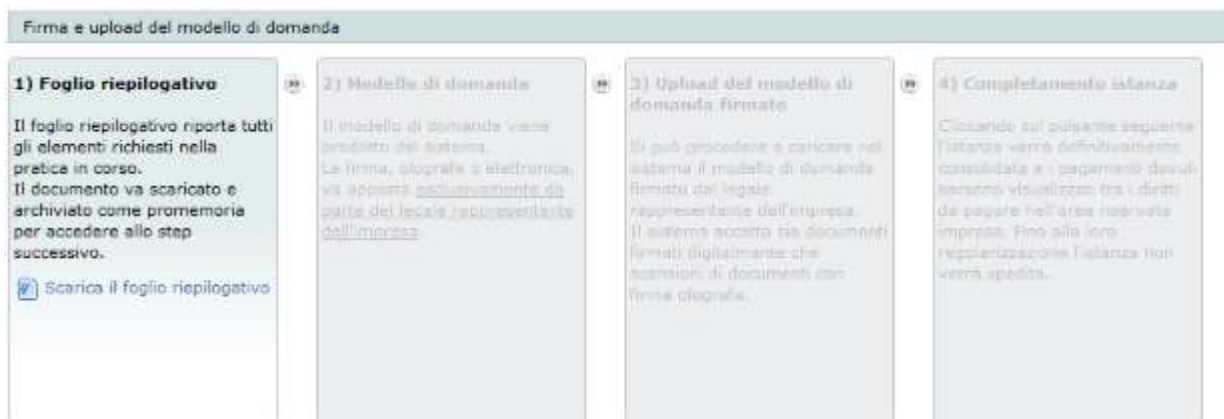 Firma e upload del modello di domanda
1) Foglio riepilogativo
Il foglio riepilogativo riporta tutti
gli elementi richiesti nella
pratica in corso.
Il documento va scaricato e
archiviato come promemoria
per accedere allo step
successivo.
Scarica il foglio riepilogativo
2) Modello di domanda
Il modello di domanda viene
prodotto dal sistema.
La firma, olografa o elettronica,
va apposta esclusivamente da
parte del legale rappresentante
dell'impresa.
3) Upload del modello di
domanda firmato
Si può procedere a caricare nel
sistema il modello di domanda
firmato dal legale
rappresentante dell'impresa.
Il sistema accetta sia documenti
firmati digitalmente che
scansioni di documenti con
firma olografa.
4) Completamento istanza
Cliccando sul pulsante seguente
l'istanza verrà definitivamente
consolidata e i pagamenti dovuti
saranno visualizzati tra i diritti
da pagare nell'area riservata
impresa. Fino alla loro
regolarizzazione l'istanza non
verrà spedita.